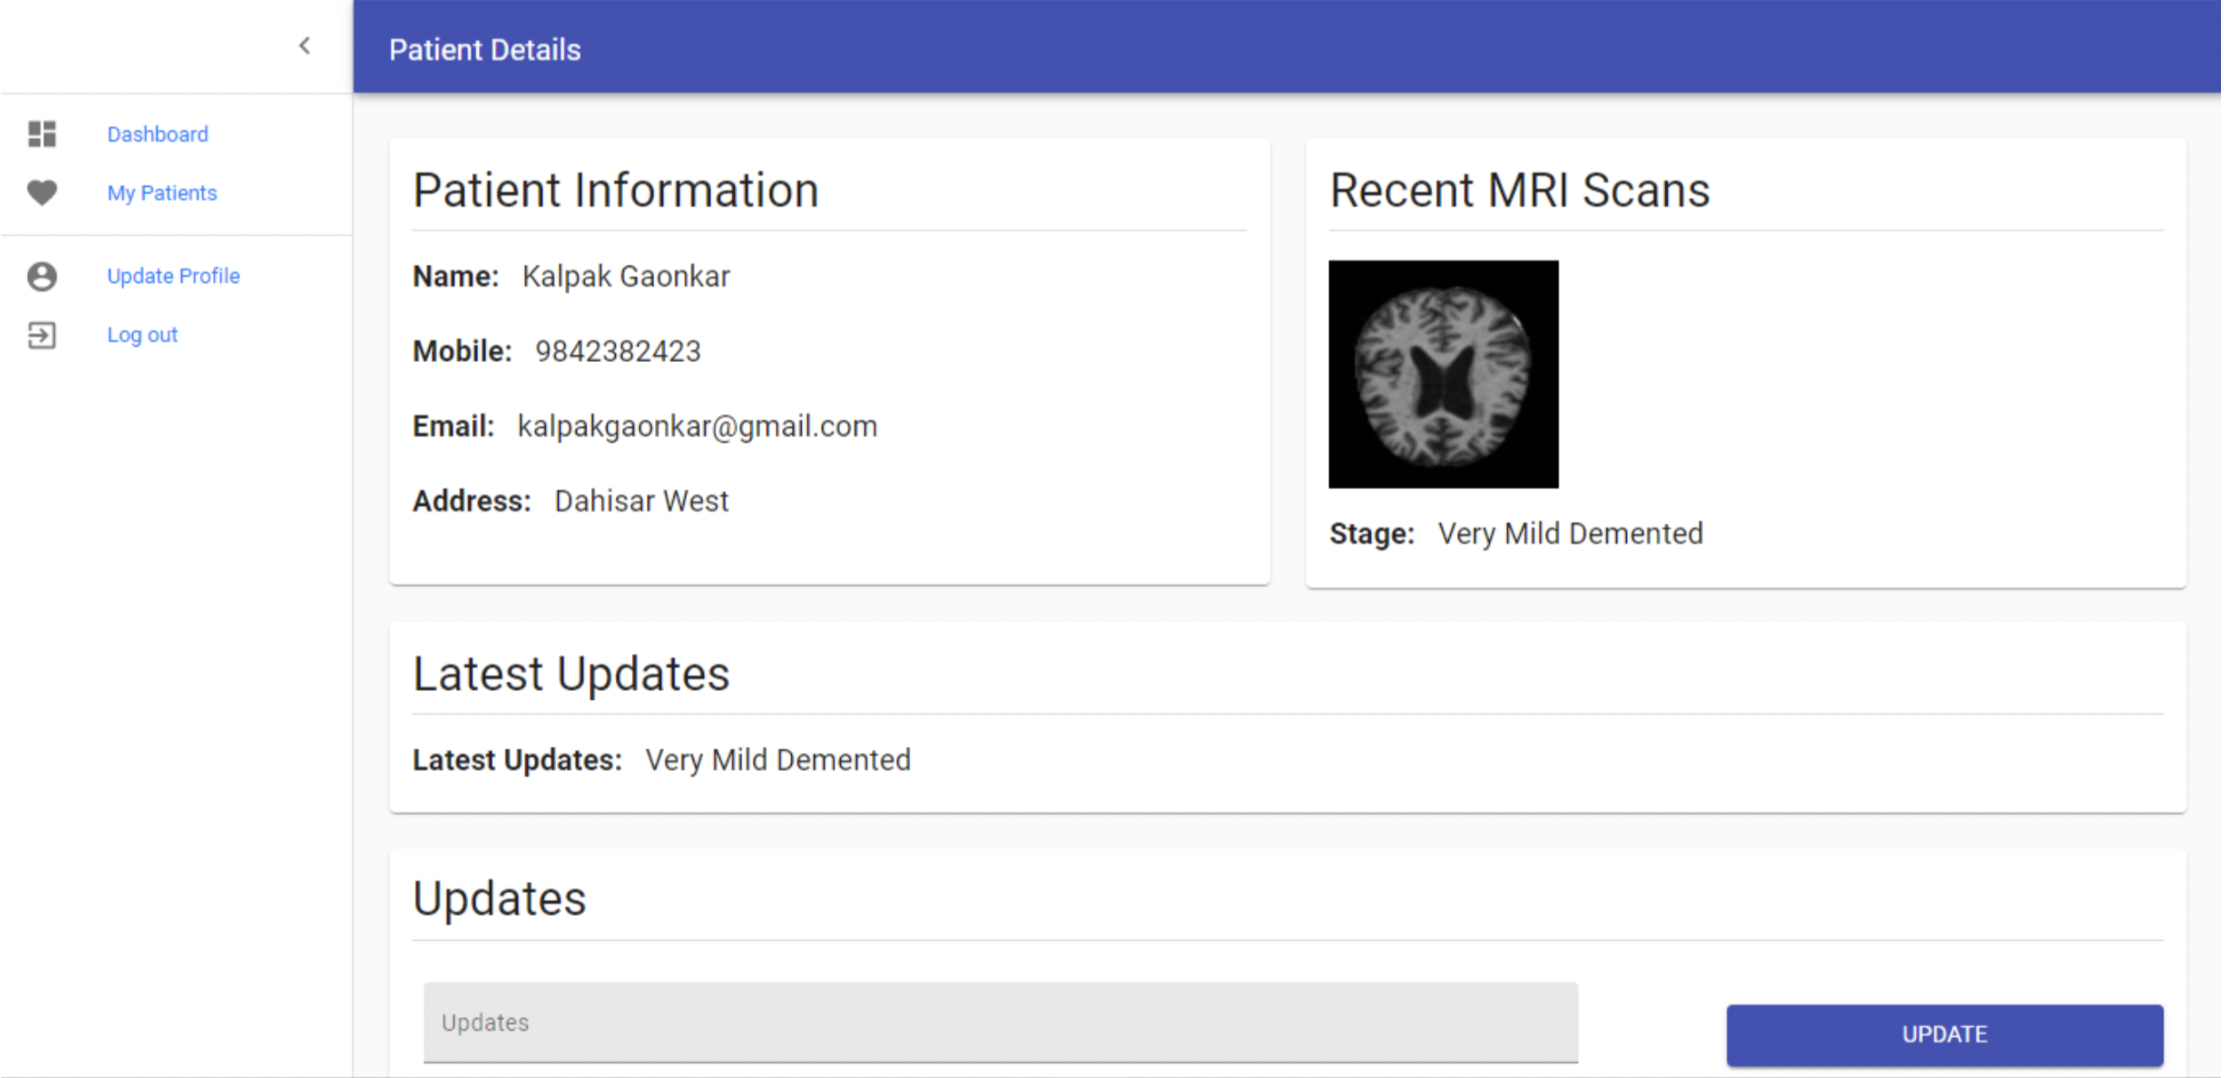 Patient Details
Dashboard
My Patients
Update Profile
Log out
Patient Information
Name: Kalpak Gaonkar
Mobile: 9842382423
Email: kalpakgaonkar@gmail.com
Address: Dahisar West
Recent MRI Scans
Stage: Very Mild Demented
Latest Updates
Latest Updates: Very Mild Demented
Updates
Updates
UPDATE